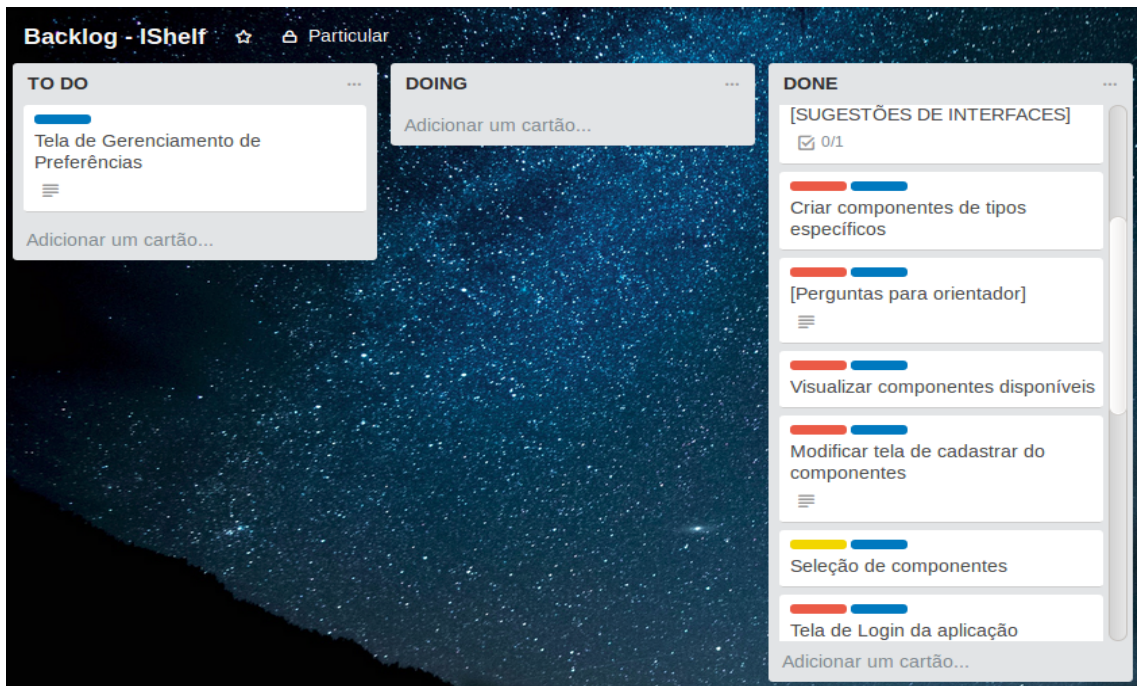 Backlog - IShelf
Particular
TO DO
Tela de Gerenciamento de
Preferências
Adicionar um cartão...
DOING
Adicionar um cartão...
DONE
[SUGESTÕES DE INTERFACES]
0/1
Criar componentes de tipos
específicos
[Perguntas para orientador]
Visualizar componentes disponíveis
Modificar tela de cadastrar do
componentes
Seleção de componentes
Tela de Login da aplicação
Adicionar um cartão...